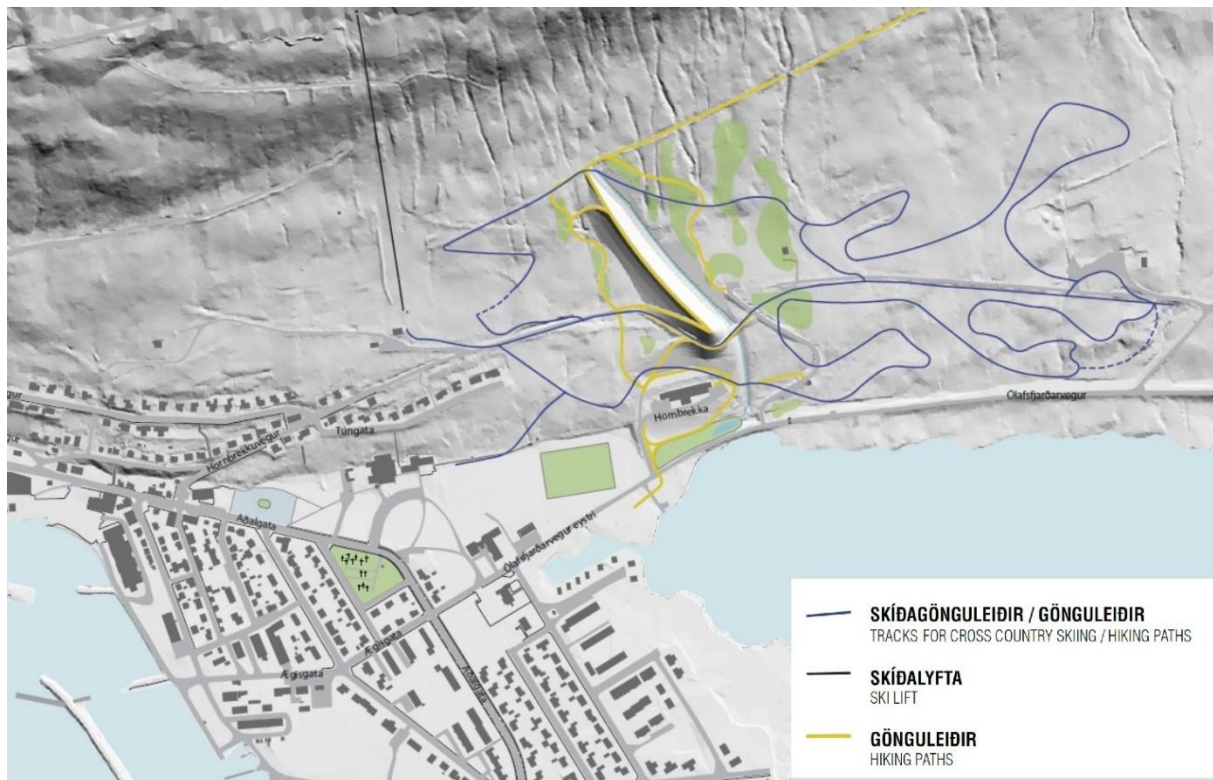 Ólafsfjarðarvegur
Hornbrekka
Túngata
Hornbrekkuvegur
Aðalgata
Ólafsfjarðarvegur eystri
Ægisgata
Ægisgata
Aðalgata
SKÍÐAGÖNGULEIÐIR / GÖNGULEIÐIR
TRACKS FOR CROSS COUNTRY SKIING / HIKING PATHS
SKÍÐALYFTA
SKI LIFT
GÖNGULEIÐIR
HIKING PATHS